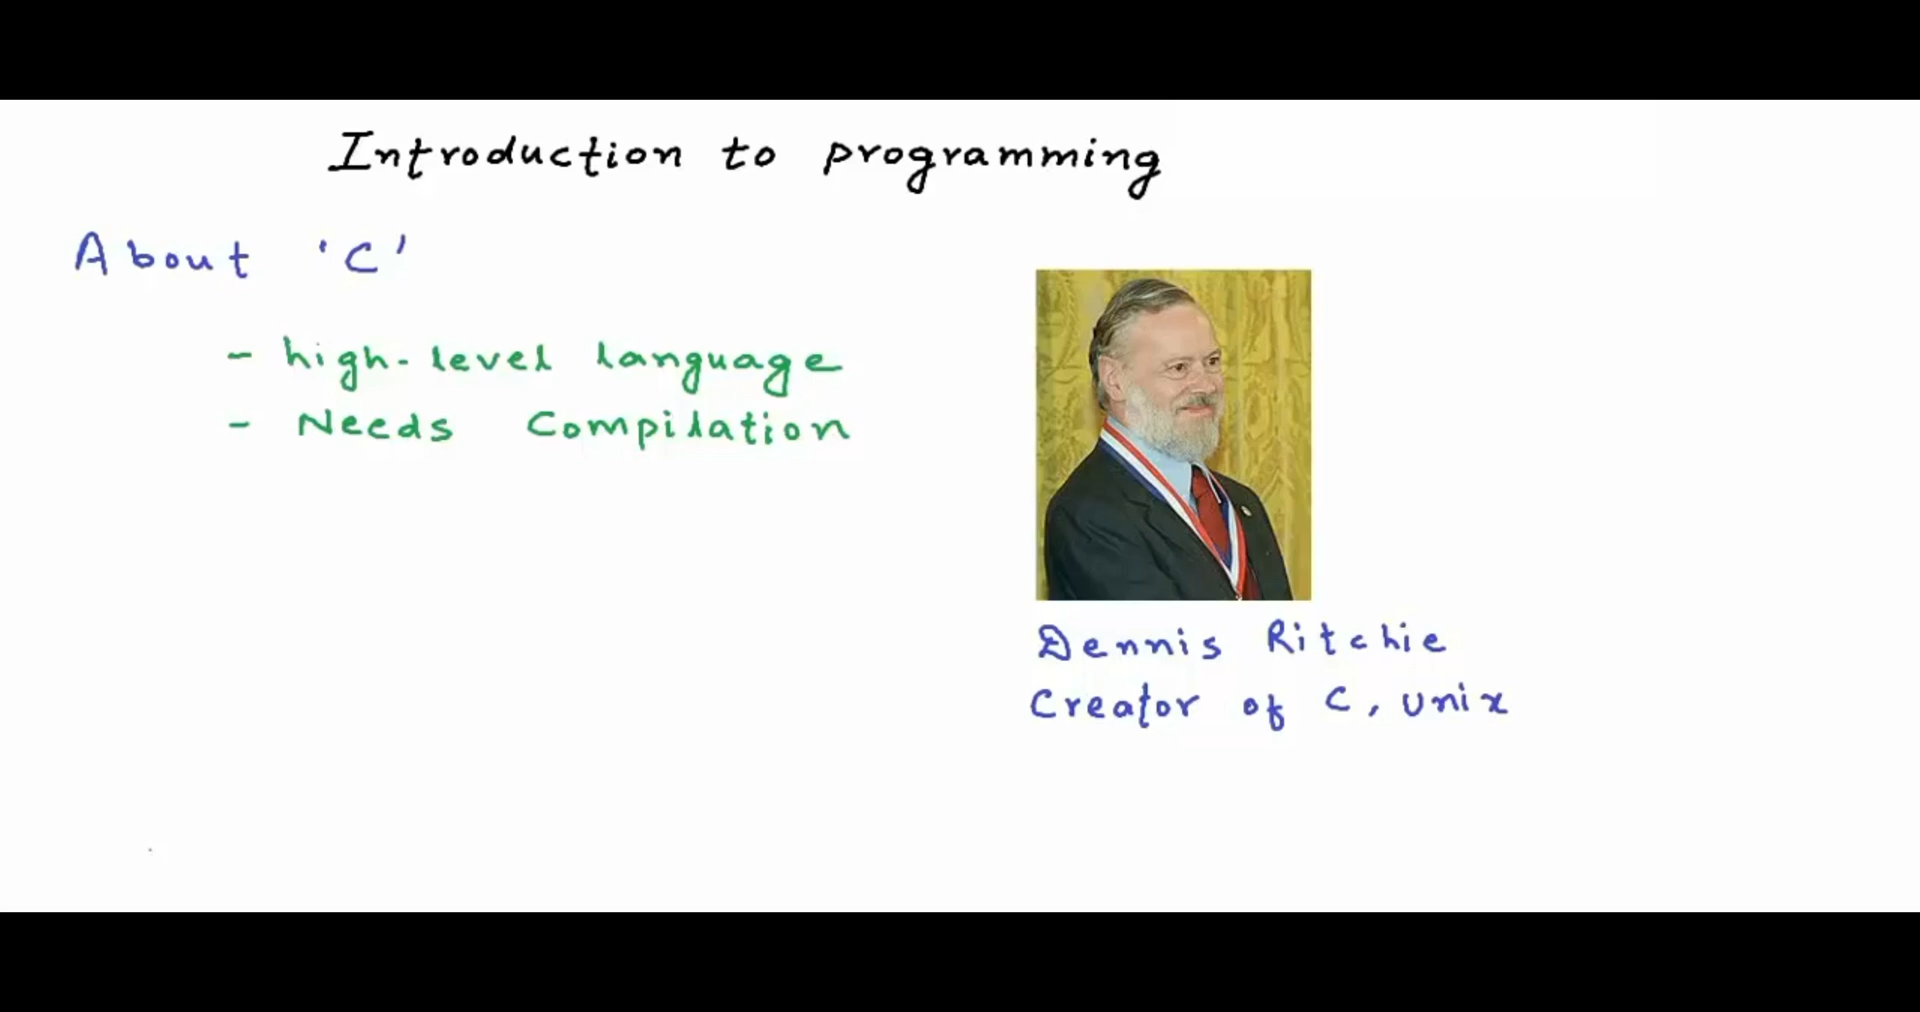 Introduction to programming
About 'C'
- high-level language
- Needs Compilation
Dennis Ritchie
Creator of C, Unix